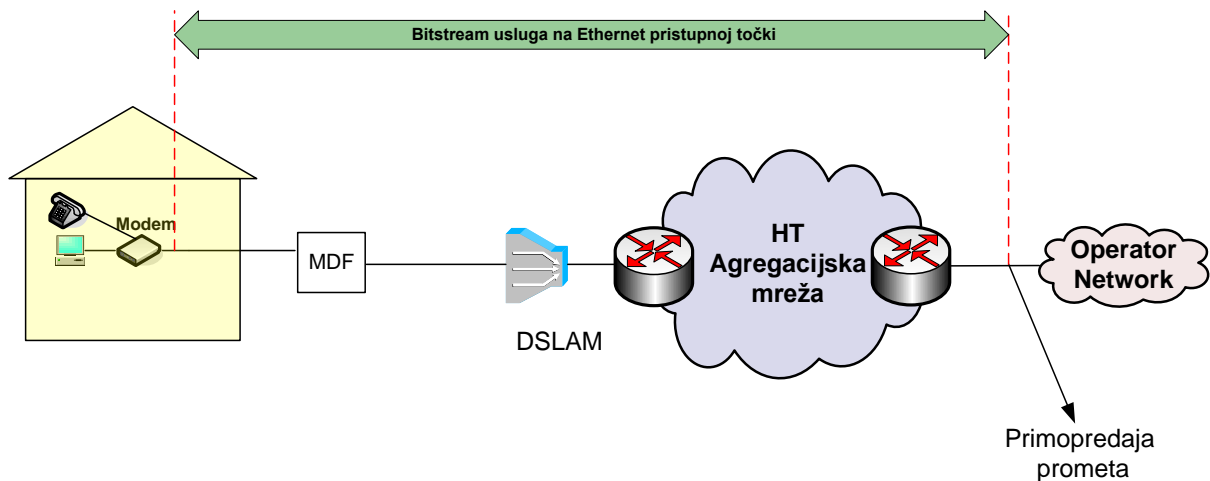 Bitstream usluga na Ethernet pristupnoj točki
Modem
MDF
DSLAM
HT
Agregacijska
mreža
Operator
Network
Primopredaja
prometa